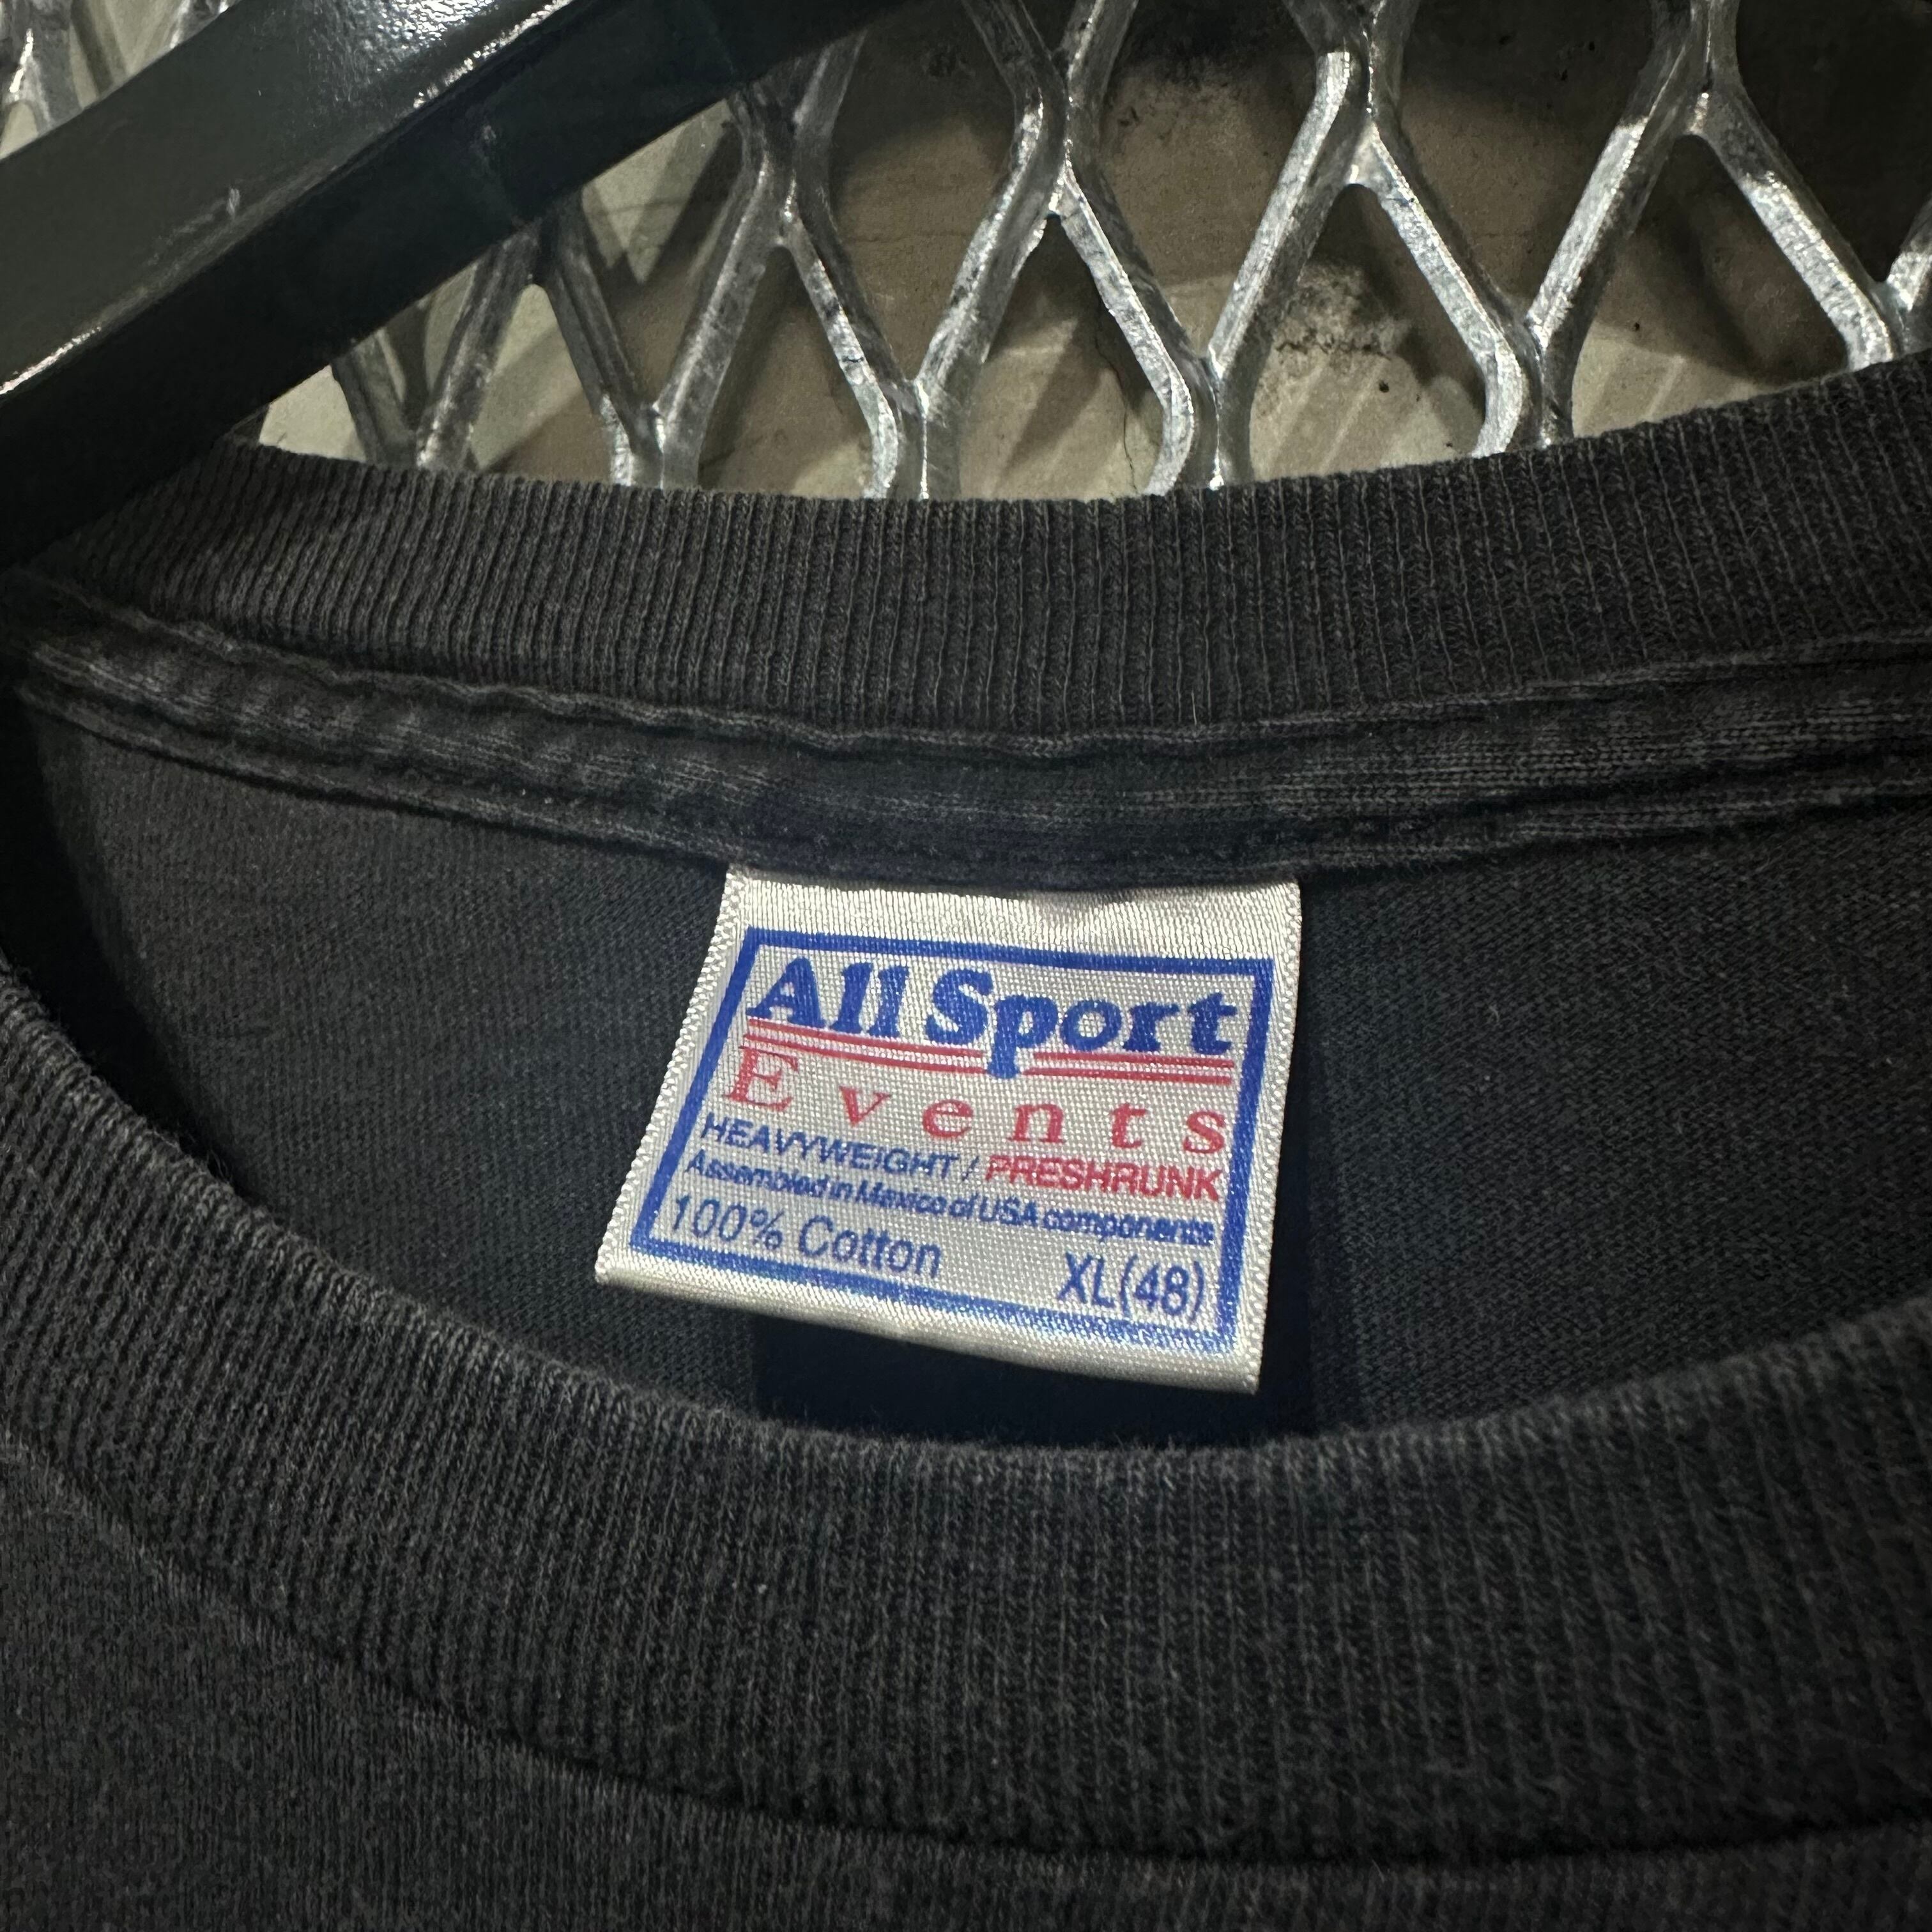 All Sport
Events
HEAVYWEIGHT / PRESHRUNK
Assembled in Mexico of USA components
100% Cotton XL(48)